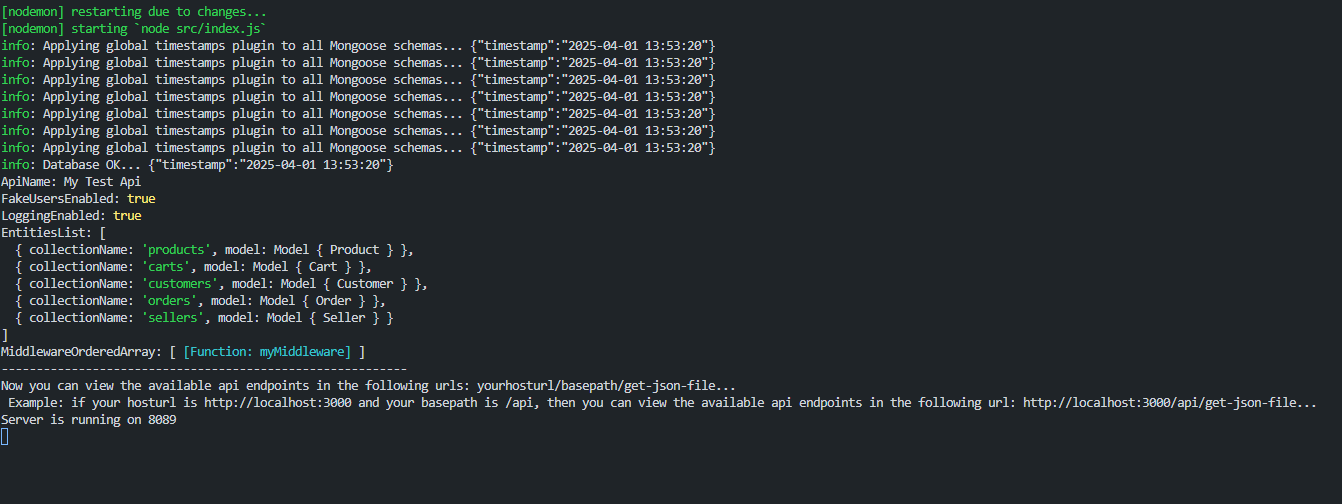 [nodemon] restarting due to changes...
[nodemon] starting `node src/index.js`
info: Applying global timestamps plugin to all Mongoose schemas... {"timestamp":"2025-04-01 13:53:20"}
info: Applying global timestamps plugin to all Mongoose schemas... {"timestamp":"2025-04-01 13:53:20"}
info: Applying global timestamps plugin to all Mongoose schemas... {"timestamp":"2025-04-01 13:53:20"}
info: Applying global timestamps plugin to all Mongoose schemas... {"timestamp":"2025-04-01 13:53:20"}
info: Applying global timestamps plugin to all Mongoose schemas... {"timestamp":"2025-04-01 13:53:20"}
info: Applying global timestamps plugin to all Mongoose schemas... {"timestamp":"2025-04-01 13:53:20"}
info: Applying global timestamps plugin to all Mongoose schemas... {"timestamp":"2025-04-01 13:53:20"}
info: Database OK... {"timestamp":"2025-04-01 13:53:20"}
ApiName: My Test Api
FakeUsersEnabled: true
LoggingEnabled: true
EntitiesList: [
  { collectionName: 'products', model: Model { Product } },
  { collectionName: 'carts', model: Model { Cart } },
  { collectionName: 'customers', model: Model { Customer } },
  { collectionName: 'orders', model: Model { Order } },
  { collectionName: 'sellers', model: Model { Seller } }
]
MiddlewareOrderedArray: [ [Function: myMiddleware] ]
----------------------------------------------------------
Now you can view the available api endpoints in the following urls: yourhosturl/basepath/get-json-file...
 Example: if your hosturl is http://localhost:3000 and your basepath is /api, then you can view the available api endpoints in the following url: http://localhost:3000/api/get-json-file...
Server is running on 8089